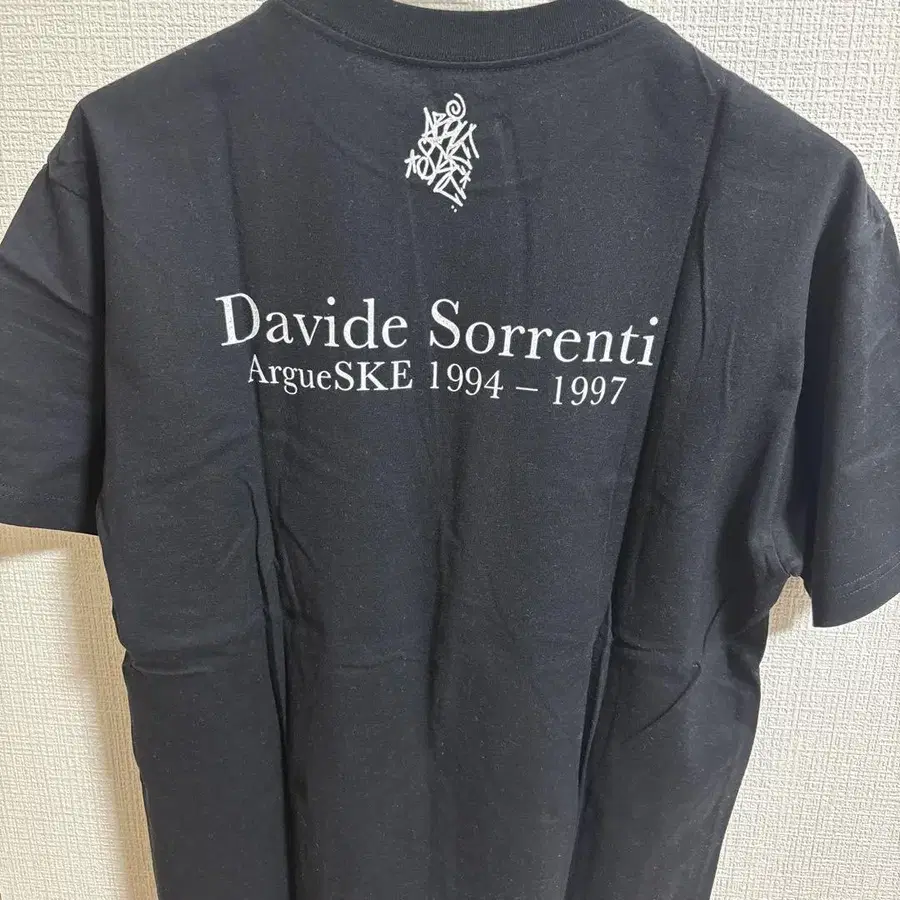 Davide Sorrenti
ArgueSKE 1994 – 1997